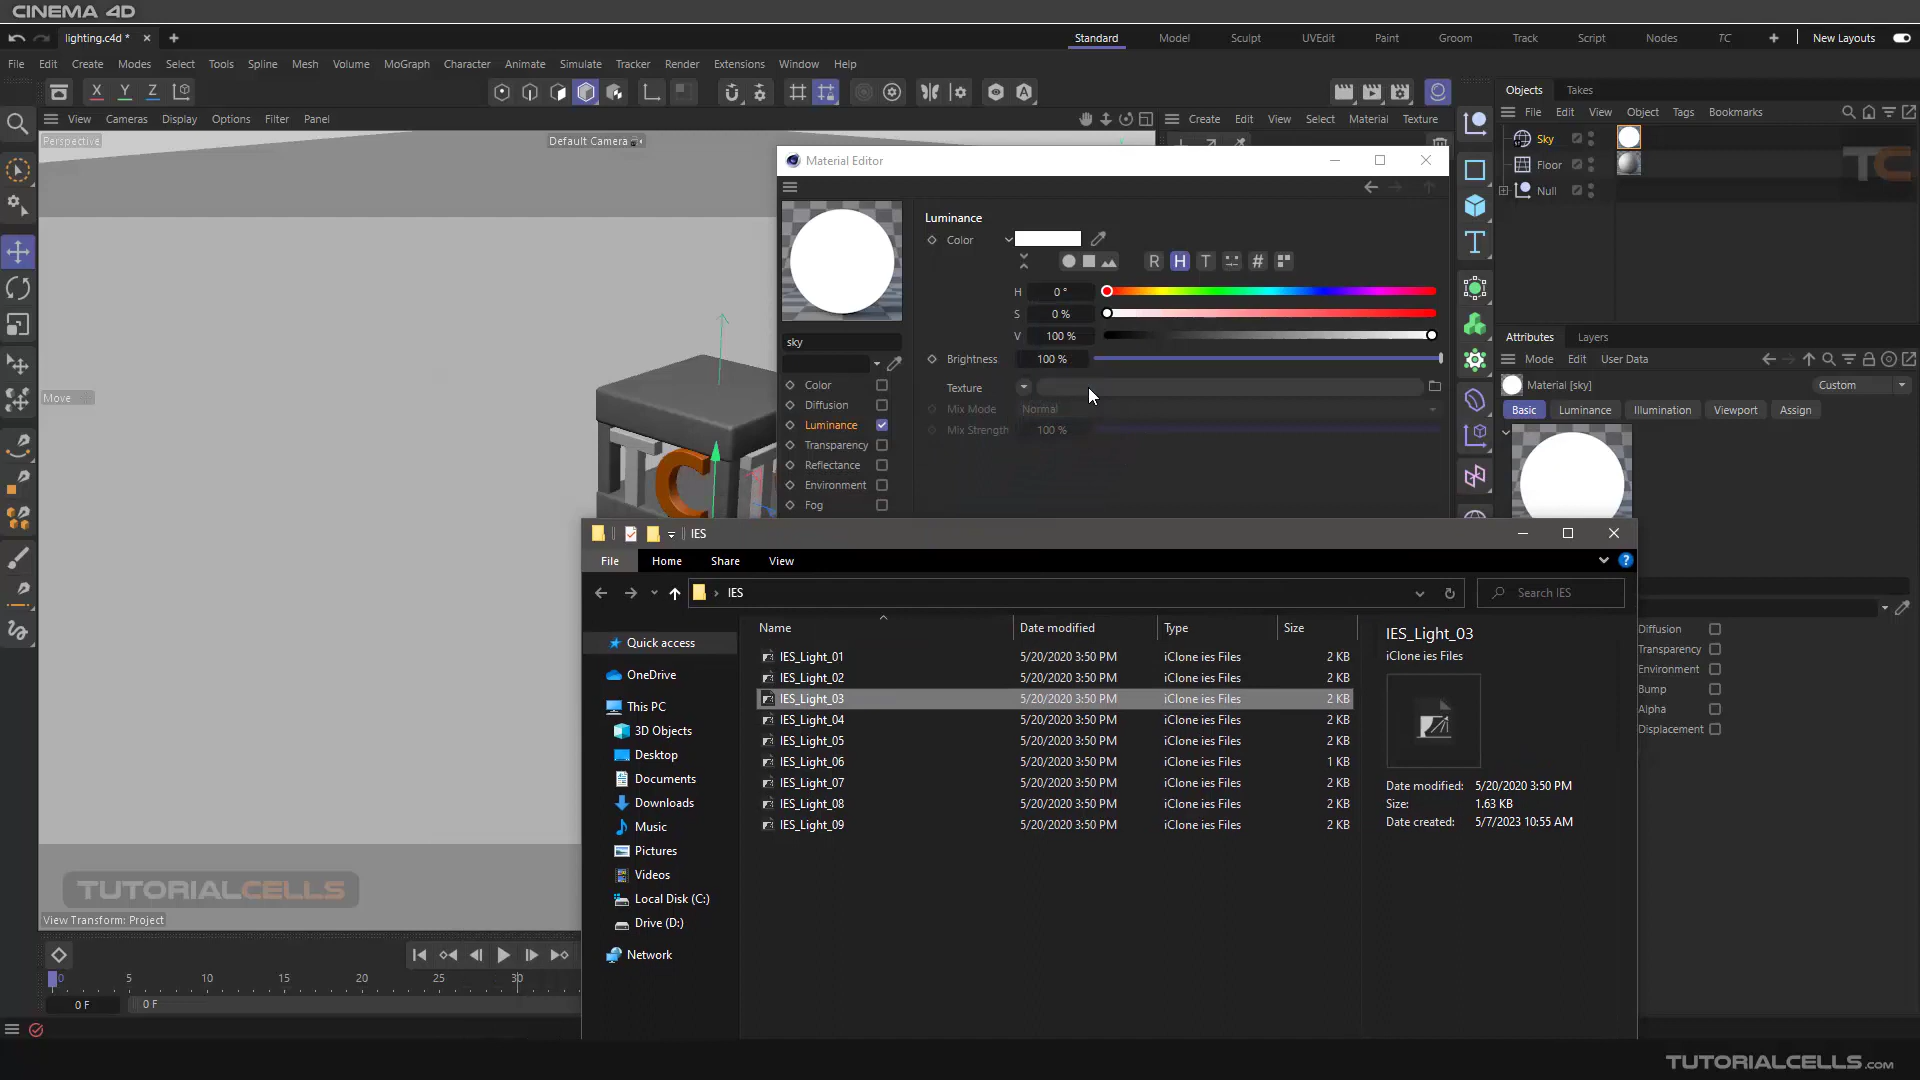 CINEMA 4D
lighting.c4d *
Standard Model Sculpt UVEdit Paint Groom Track Script Nodes TC New Layouts
File Edit Create Modes Select Tools Spline Mesh Volume MoGraph Character Animate Simulate Tracker Render Extensions Window Help
X Y Z
Objects Takes
View Cameras Display Options Filter Panel
Create Edit View Select Material Texture
File Edit View Object Tags Bookmarks
Perspective
Default Camera
Sky
Floor
Null
TC
Material Editor
Luminance
Color
R H T #
H 0 °
S 0 %
V 100 %
Brightness 100 %
Texture
Mix Mode Normal
Mix Strength 100 %
sky
Color
Diffusion
Luminance
Transparency
Reflectance
Environment
Fog
Move
Attributes Layers
Mode Edit User Data
Material [sky]
Custom
Basic Luminance Illumination Viewport Assign
Diffusion
Transparency
Environment
Bump
Alpha
Displacement
IES
File Home Share View
IES
Search IES
Quick access
OneDrive
This PC
3D Objects
Desktop
Documents
Downloads
Music
Pictures
Videos
Local Disk (C:)
Drive (D:)
Network
Name Date modified Type Size
IES_Light_01 5/20/2020 3:50 PM iClone ies Files 2 KB
IES_Light_02 5/20/2020 3:50 PM iClone ies Files 2 KB
IES_Light_03 5/20/2020 3:50 PM iClone ies Files 2 KB
IES_Light_04 5/20/2020 3:50 PM iClone ies Files 2 KB
IES_Light_05 5/20/2020 3:50 PM iClone ies Files 2 KB
IES_Light_06 5/20/2020 3:50 PM iClone ies Files 1 KB
IES_Light_07 5/20/2020 3:50 PM iClone ies Files 2 KB
IES_Light_08 5/20/2020 3:50 PM iClone ies Files 2 KB
IES_Light_09 5/20/2020 3:50 PM iClone ies Files 2 KB
IES_Light_03
iClone ies Files
Date modified: 5/20/2020 3:50 PM
Size: 1.63 KB
Date created: 5/7/2023 10:55 AM
TUTORIALCELLS
View Transform: Project
0 5 10 15 20 25 30
0 F
0 F
TUTORIALCELLS.com